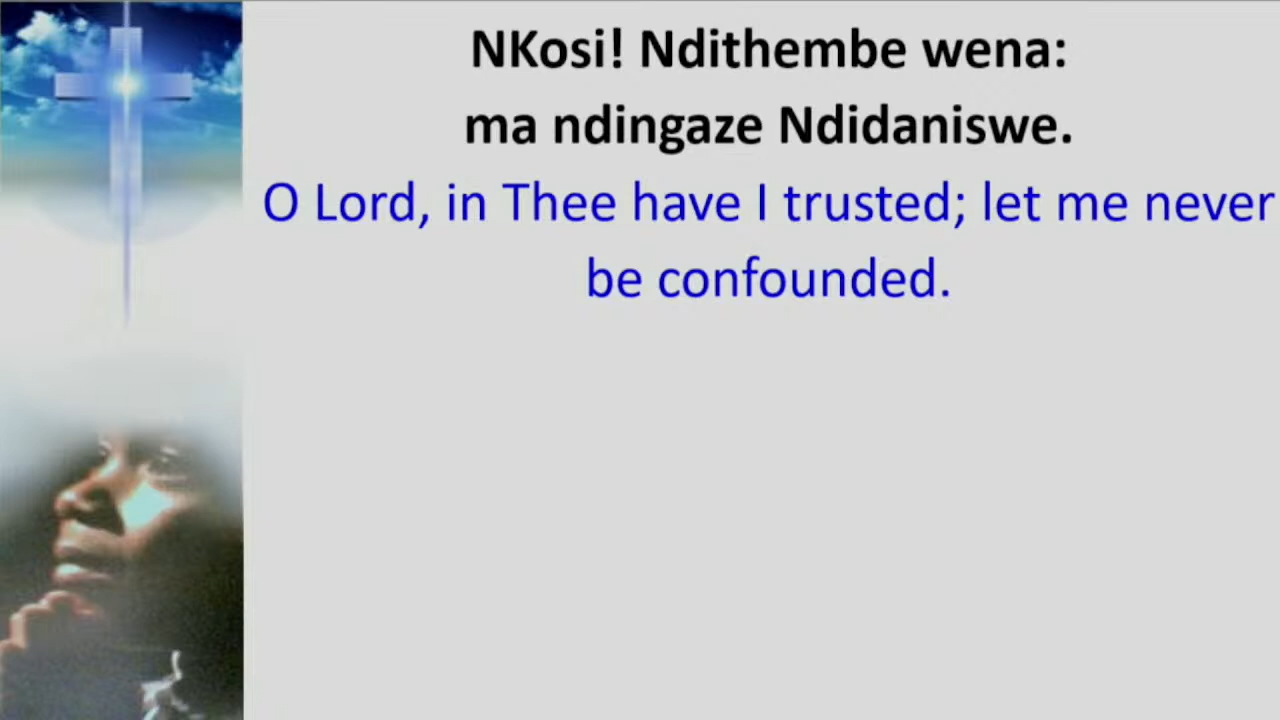 NKosi! Ndithembe wena:
ma ndingaze Ndidaniswe.
O Lord, in Thee have I trusted; let me never
be confounded.